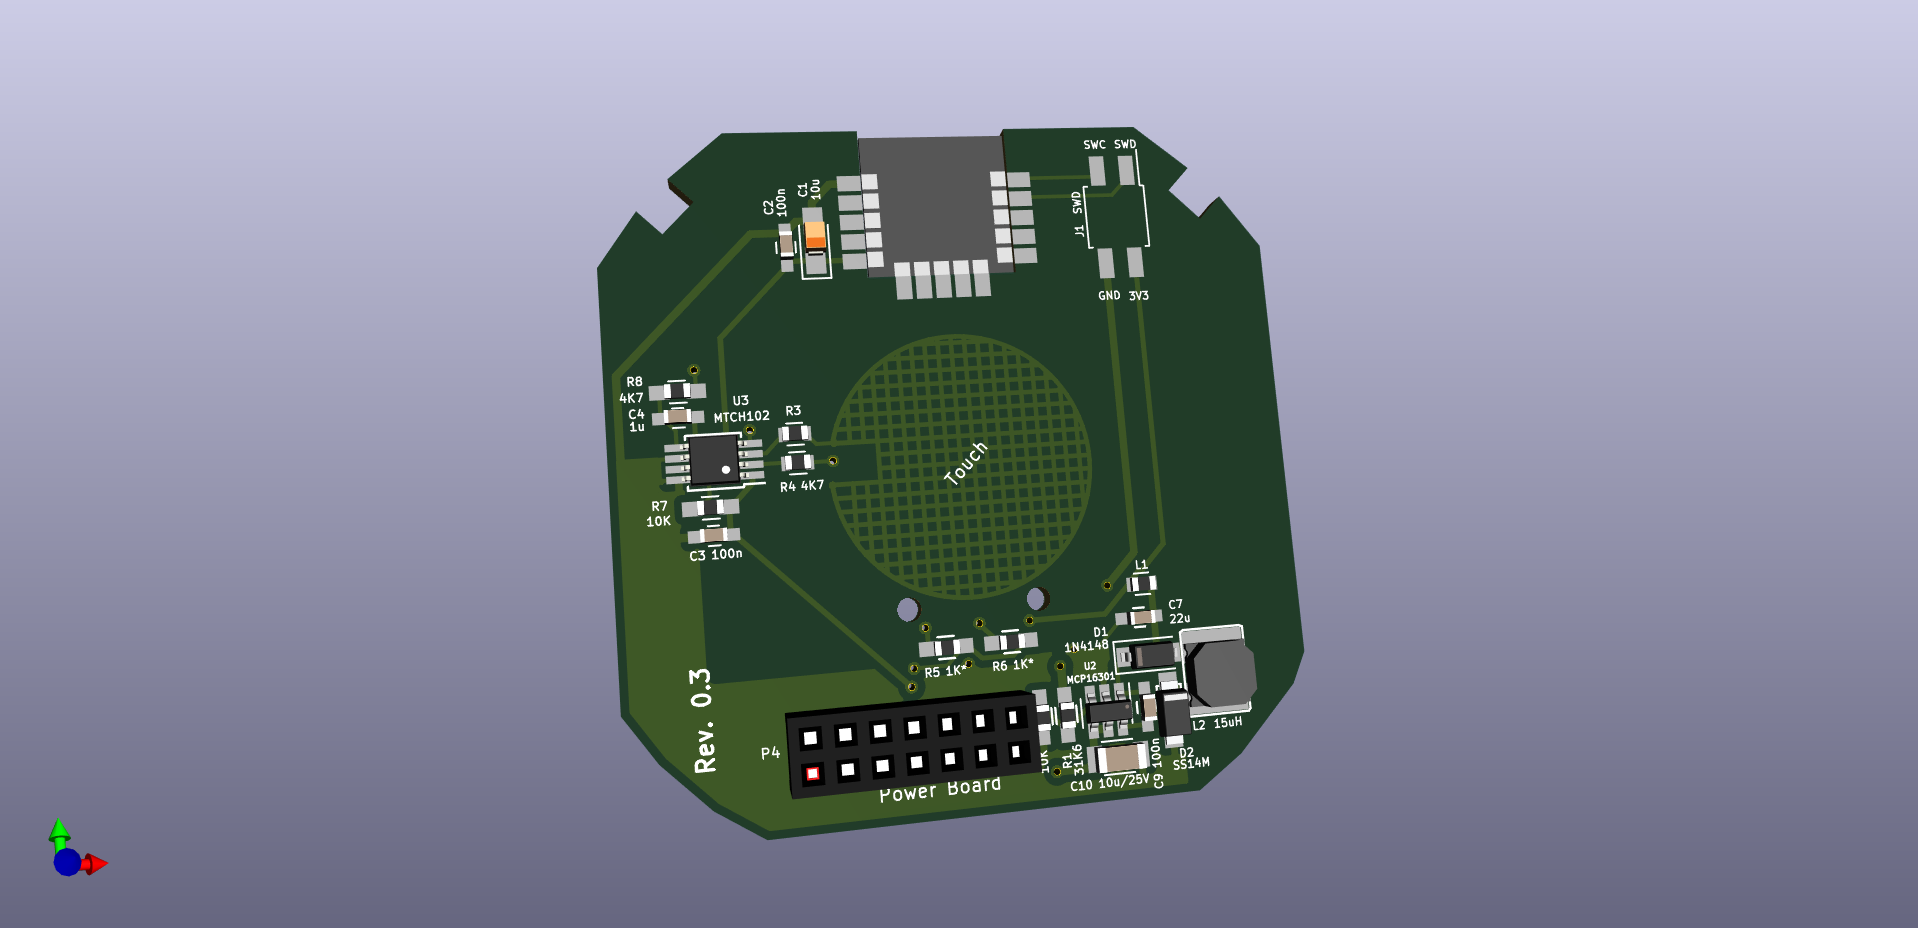 SWC SWD
C1
10u
C2
100n
SWD
J1
GND 3V3
R8
4K7
C4
1u
U3
MTCH102
R3
R4 4K7
Touch
R7
10K
C3 100n
L1
C7
22u
D1
1N4148
R5 1K*
R6 1K*
U2
MCP16301
Rev. 0.3
L2 15uH
P4
10K
R1
31K6
C9 100n
D2
SS14M
C10 10u/25V
Power Board